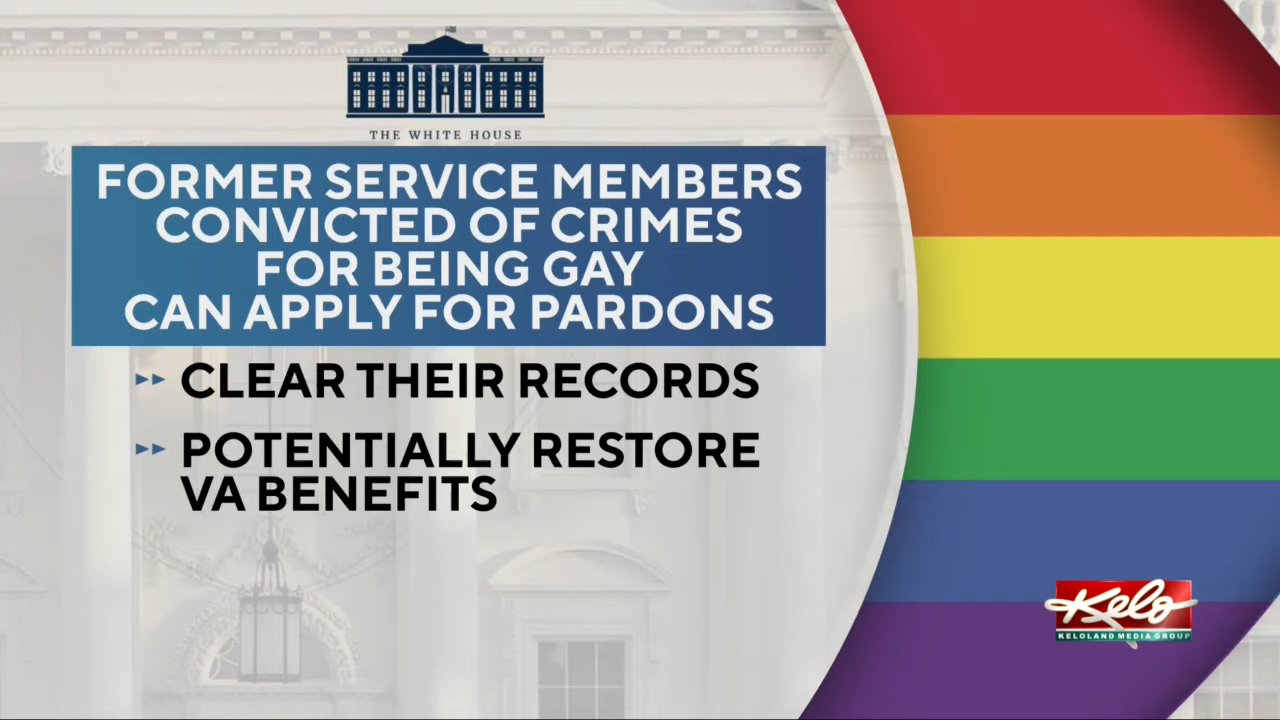 THE WHITE HOUSE
FORMER SERVICE MEMBERS
CONVICTED OF CRIMES
FOR BEING GAY
CAN APPLY FOR PARDONS
CLEAR THEIR RECORDS
POTENTIALLY RESTORE
VA BENEFITS
Kelo
KELOLAND MEDIA GROUP